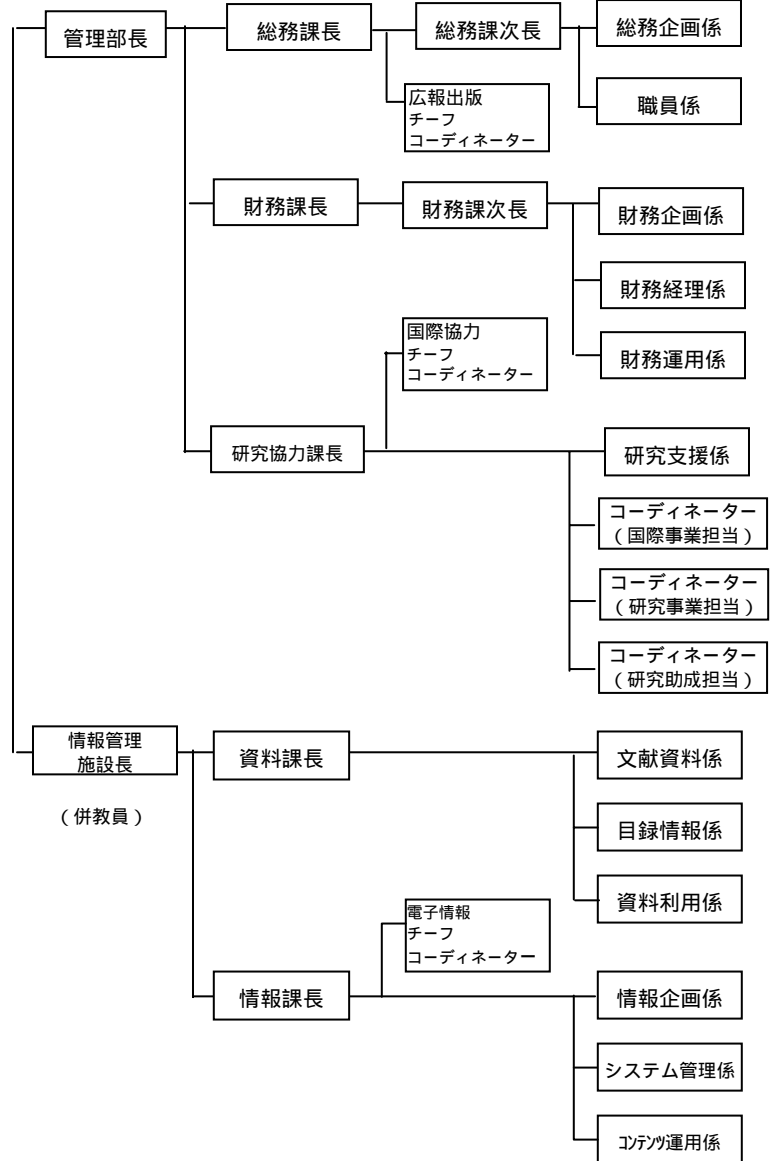 管理部長
総務課長
総務課次長
総務企画係
職員係
広報出版
チーフ
コーディネーター
財務課長
財務課次長
財務企画係
財務経理係
財務運用係
国際協力
チーフ
コーディネーター
研究協力課長
研究支援係
コーディネーター
（国際事業担当）
コーディネーター
（研究事業担当）
コーディネーター
（研究助成担当）
情報管理
施設長
（併教員）
資料課長
文献資料係
目録情報係
資料利用係
電子情報
チーフ
コーディネーター
情報課長
情報企画係
システム管理係
ｺﾝﾃﾝﾂ運用係